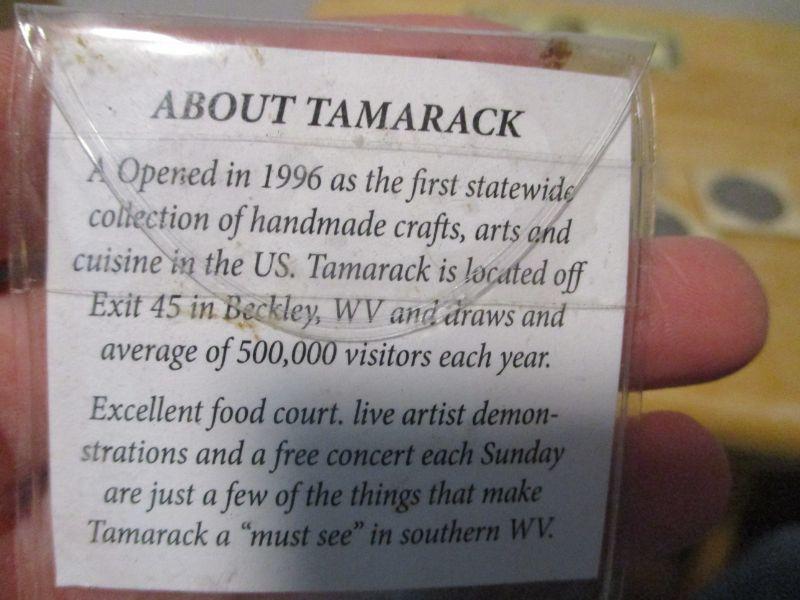 ABOUT TAMARACK
A Opened in 1996 as the first statewide
collection of handmade crafts, arts and
cuisine in the US. Tamarack is located off
Exit 45 in Beckley, WV and draws and
average of 500,000 visitors each year.
Excellent food court. live artist demon-
strations and a free concert each Sunday
are just a few of the things that make
Tamarack a “must see” in southern WV.